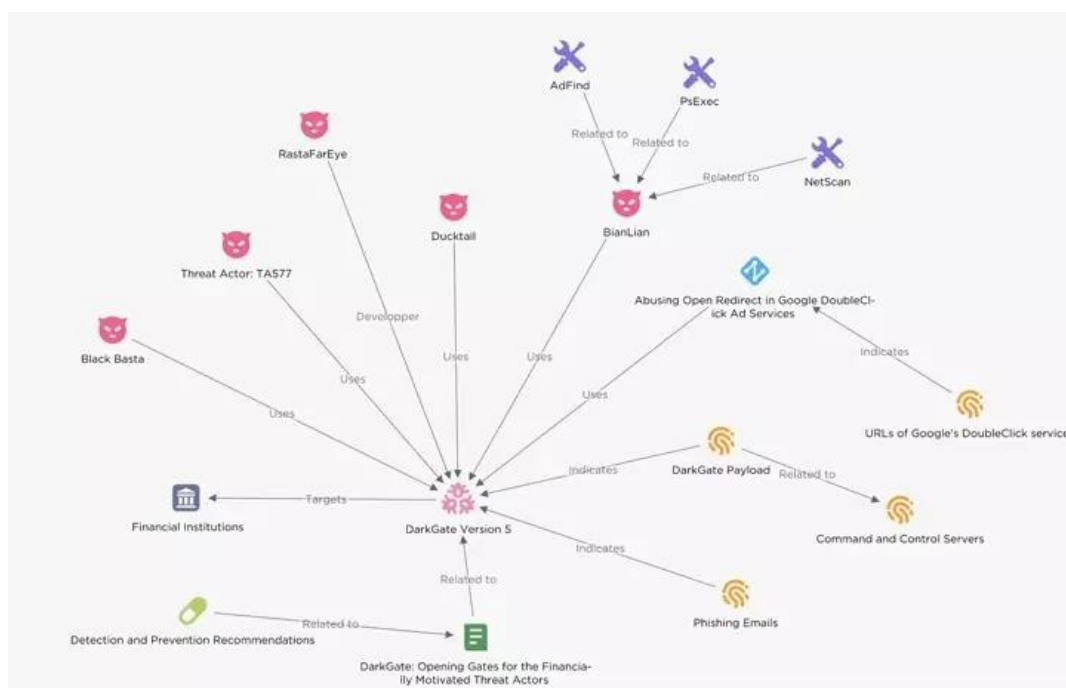 AdFind
PsExec
Related to
Related to
RastaFarEye
Related to
NetScan
Ducktail
BianLian
Threat Actor: TA577
Abusing Open Redirect in Google DoubleCl-
ick Ad Services
Developper
Black Basta
Uses
Uses
Indicates
Uses
Uses
Uses
URLs of Google's DoubleClick service
Indicates
DarkGate Payload
Related to
Targets
Financial Institutions
DarkGate Version 5
Command and Control Servers
Indicates
Related to
Phishing Emails
Related to
Detection and Prevention Recommendations
DarkGate: Opening Gates for the Financia-
lly Motivated Threat Actors